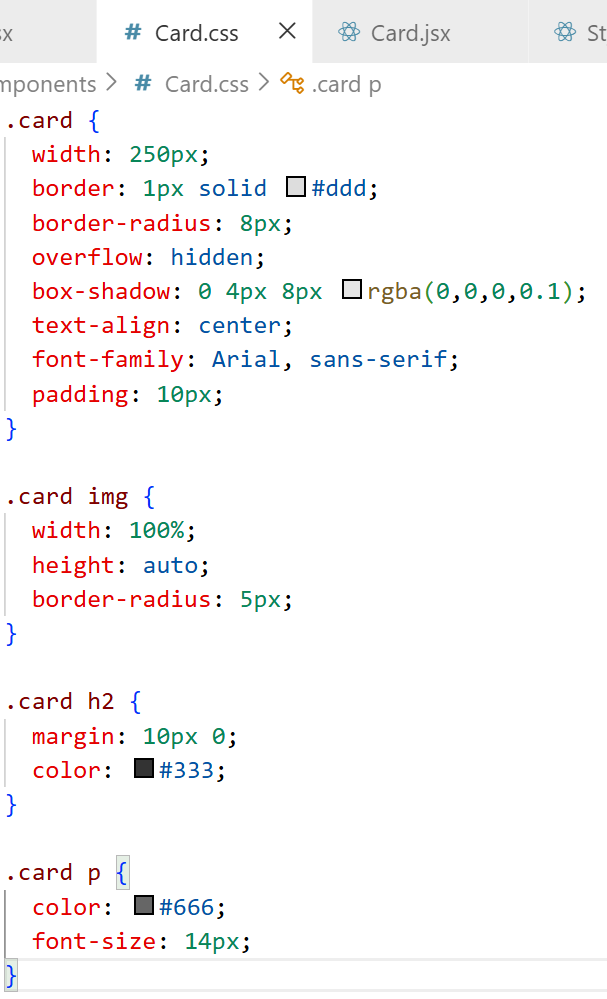 sx # Card.css × Card.jsx St
mponents > # Card.css > .card p
.card {
  width: 250px;
  border: 1px solid #ddd;
  border-radius: 8px;
  overflow: hidden;
  box-shadow: 0 4px 8px rgba(0,0,0,0.1);
  text-align: center;
  font-family: Arial, sans-serif;
  padding: 10px;
}

.card img {
  width: 100%;
  height: auto;
  border-radius: 5px;
}

.card h2 {
  margin: 10px 0;
  color: #333;
}

.card p {
  color: #666;
  font-size: 14px;
}